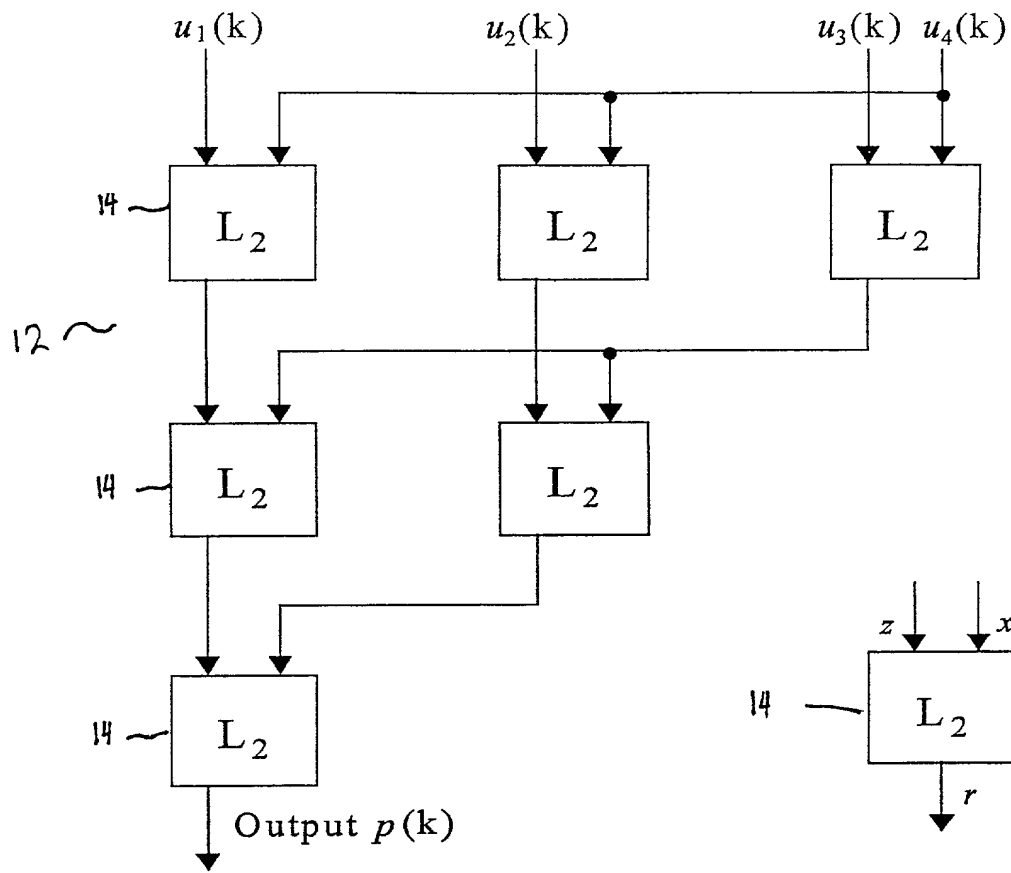 u₁(k) u₂(k) u₃(k) u₄(k)
14 L₂ L₂ L₂
12
14 L₂ L₂
z x
14 L₂ 14 L₂
r
Output p(k)